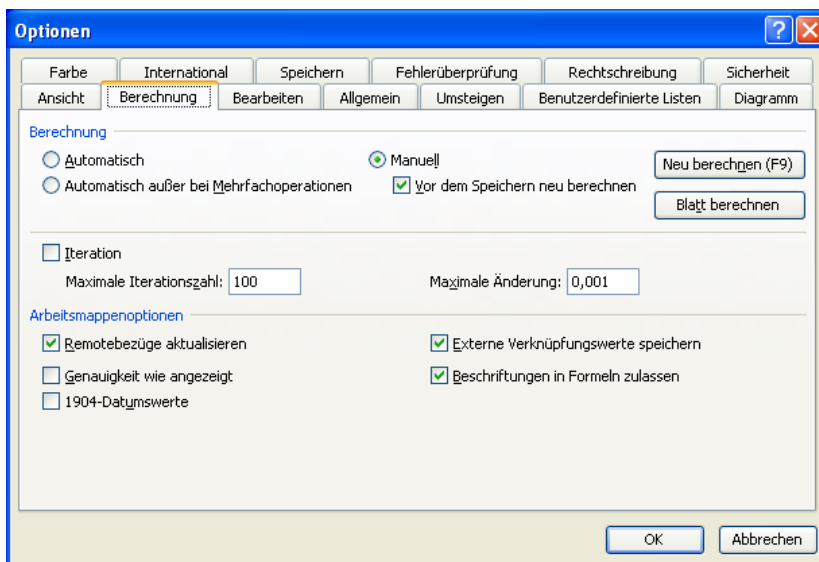 Optionen
Farbe International Speichern Fehlerüberprüfung Rechtschreibung Sicherheit
Ansicht Berechnung Bearbeiten Allgemein Umsteigen Benutzerdefinierte Listen Diagramm
Berechnung
Automatisch Manuell Neu berechnen (F9)
Automatisch außer bei Mehrfachoperationen Vor dem Speichern neu berechnen
Blatt berechnen
Iteration
Maximale Iterationszahl: 100 Maximale Änderung: 0,001
Arbeitsmappenoptionen
Remotebezüge aktualisieren Externe Verknüpfungswerte speichern
Genauigkeit wie angezeigt Beschriftungen in Formeln zulassen
1904-Datumswerte
OK Abbrechen